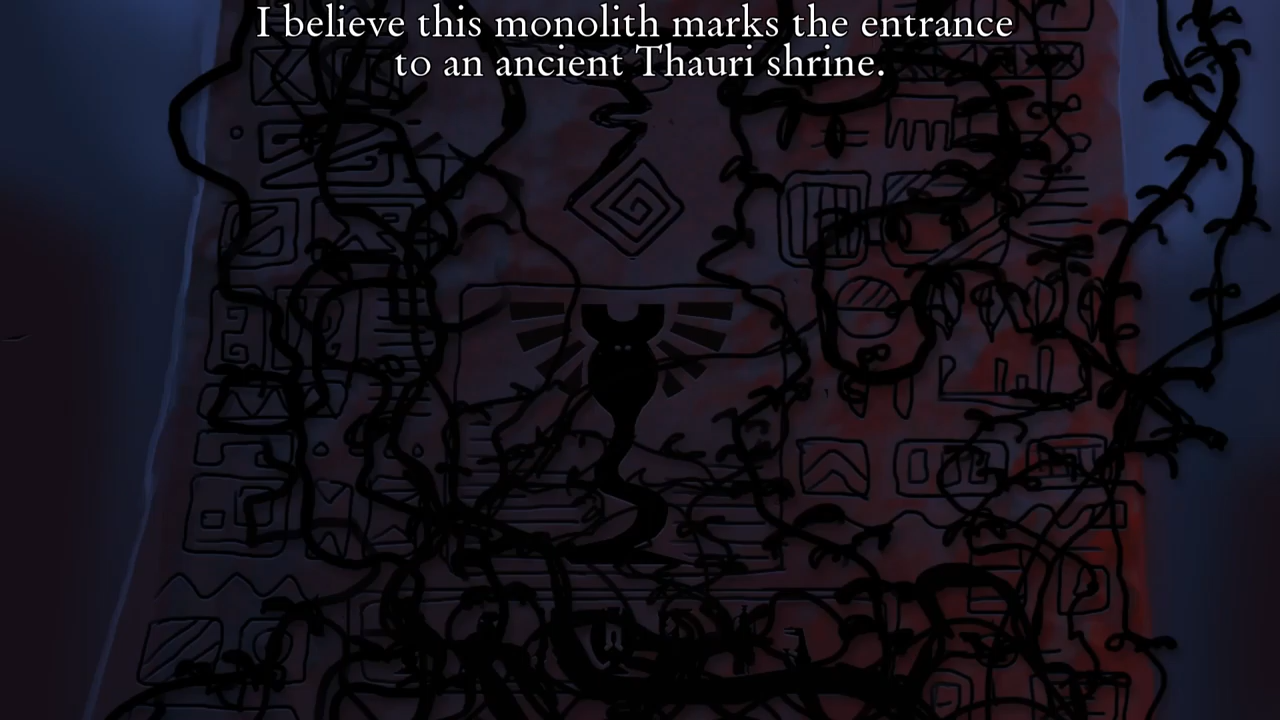 I believe this monolith marks the entrance
to an ancient Thauri shrine.